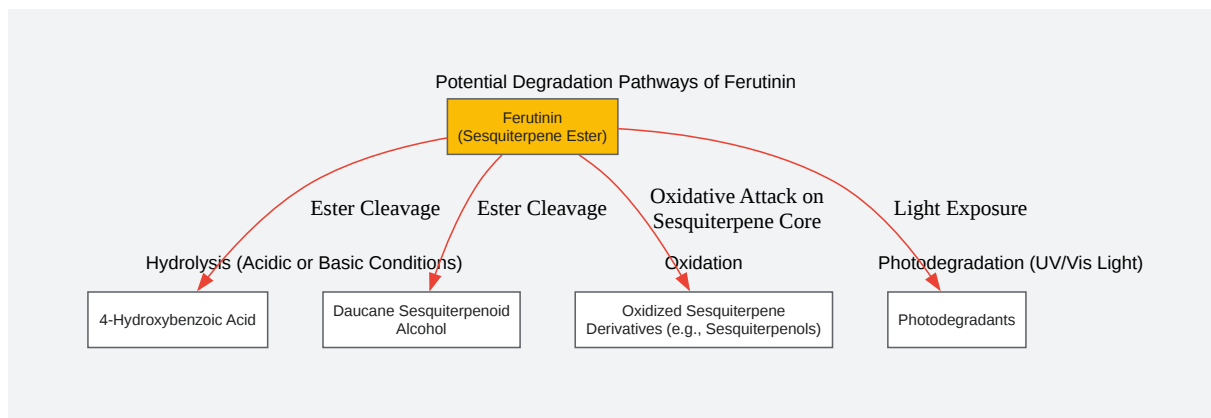 Potential Degradation Pathways of Ferutinin
Ferutinin
(Sesquiterpene Ester)
Ester Cleavage
Ester Cleavage
Oxidative Attack on
Sesquiterpene Core
Light Exposure
Hydrolysis (Acidic or Basic Conditions)
Oxidation
Photodegradation (UV/Vis Light)
4-Hydroxybenzoic Acid
Daucane Sesquiterpenoid
Alcohol
Oxidized Sesquiterpene
Derivatives (e.g., Sesquiterpenols)
Photodegradants